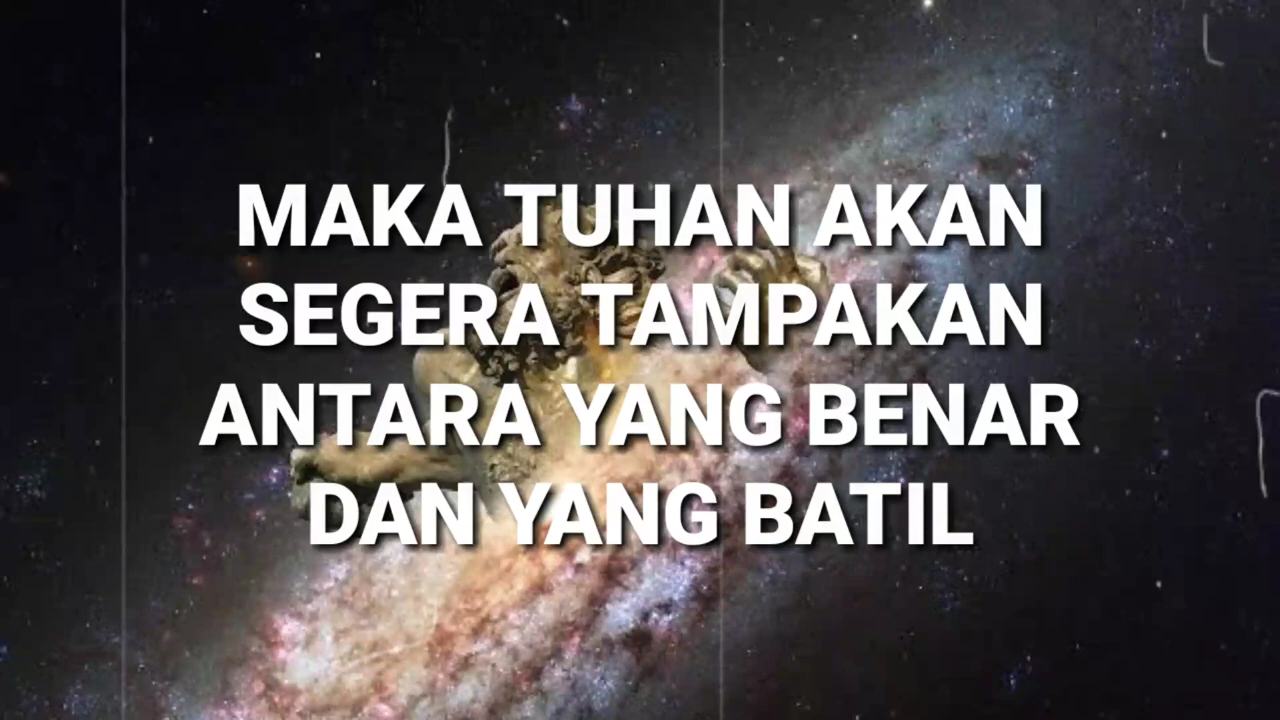 MAKA TUHAN AKAN
SEGERA TAMPAKAN
ANTARA YANG BENAR
DAN YANG BATIL